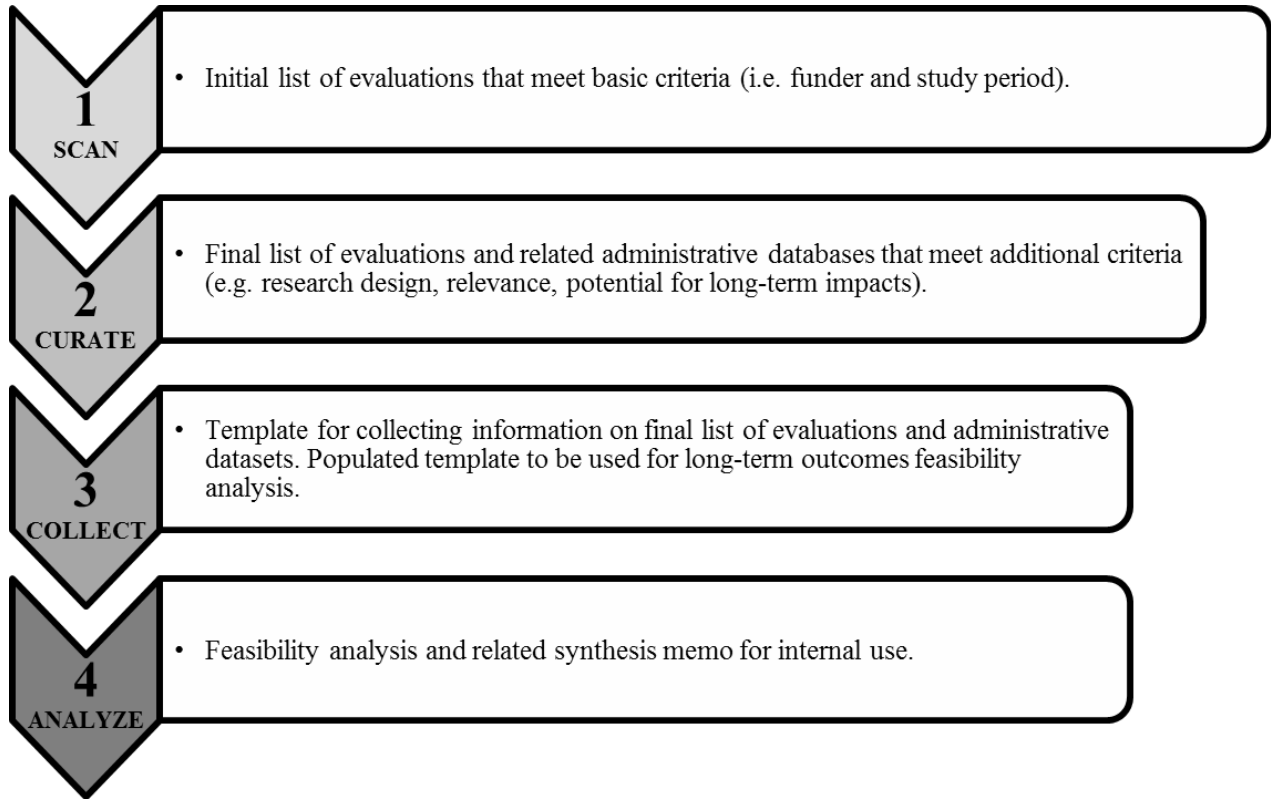 1
SCAN
• Initial list of evaluations that meet basic criteria (i.e. funder and study period).
2
CURATE
• Final list of evaluations and related administrative databases that meet additional criteria
(e.g. research design, relevance, potential for long-term impacts).
3
COLLECT
• Template for collecting information on final list of evaluations and administrative
datasets. Populated template to be used for long-term outcomes feasibility
analysis.
4
ANALYZE
• Feasibility analysis and related synthesis memo for internal use.